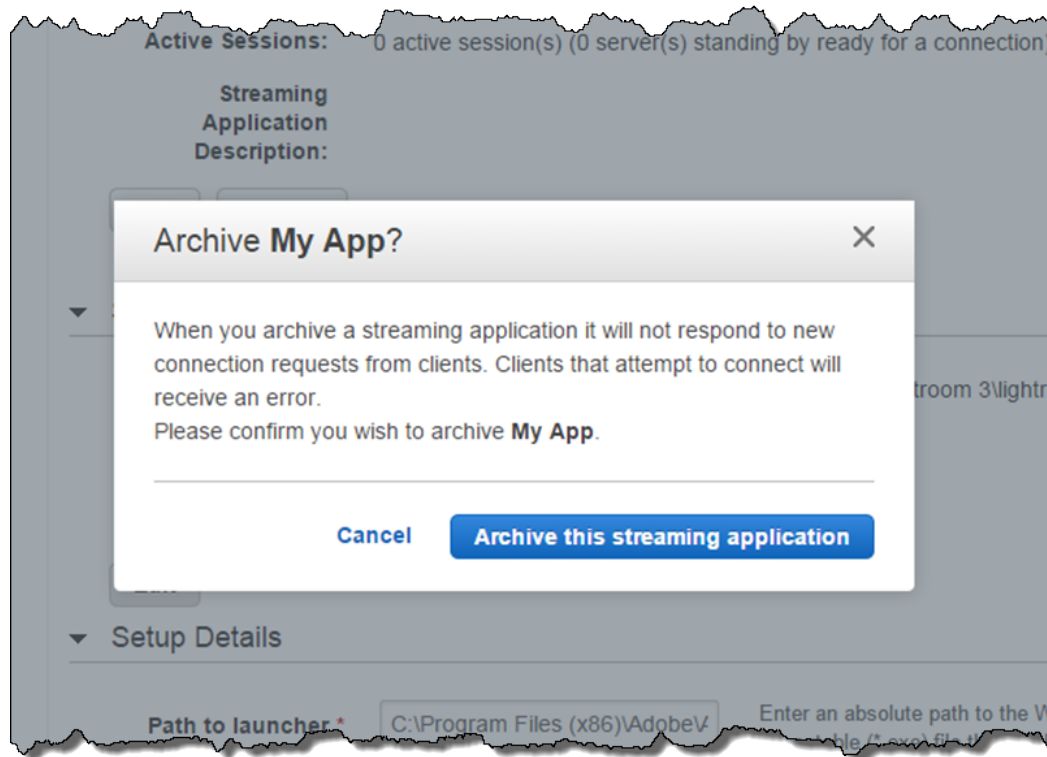 Active Sessions: 0 active session(s) (0 server(s) standing by ready for a connection)
Streaming
Application
Description:
Archive My App?
When you archive a streaming application it will not respond to new
connection requests from clients. Clients that attempt to connect will
receive an error.
Please confirm you wish to archive My App.
troom 3\lightr
Cancel Archive this streaming application
Setup Details
Path to launcher * C:\Program Files (x86)\Adobe\A Enter an absolute path to the W